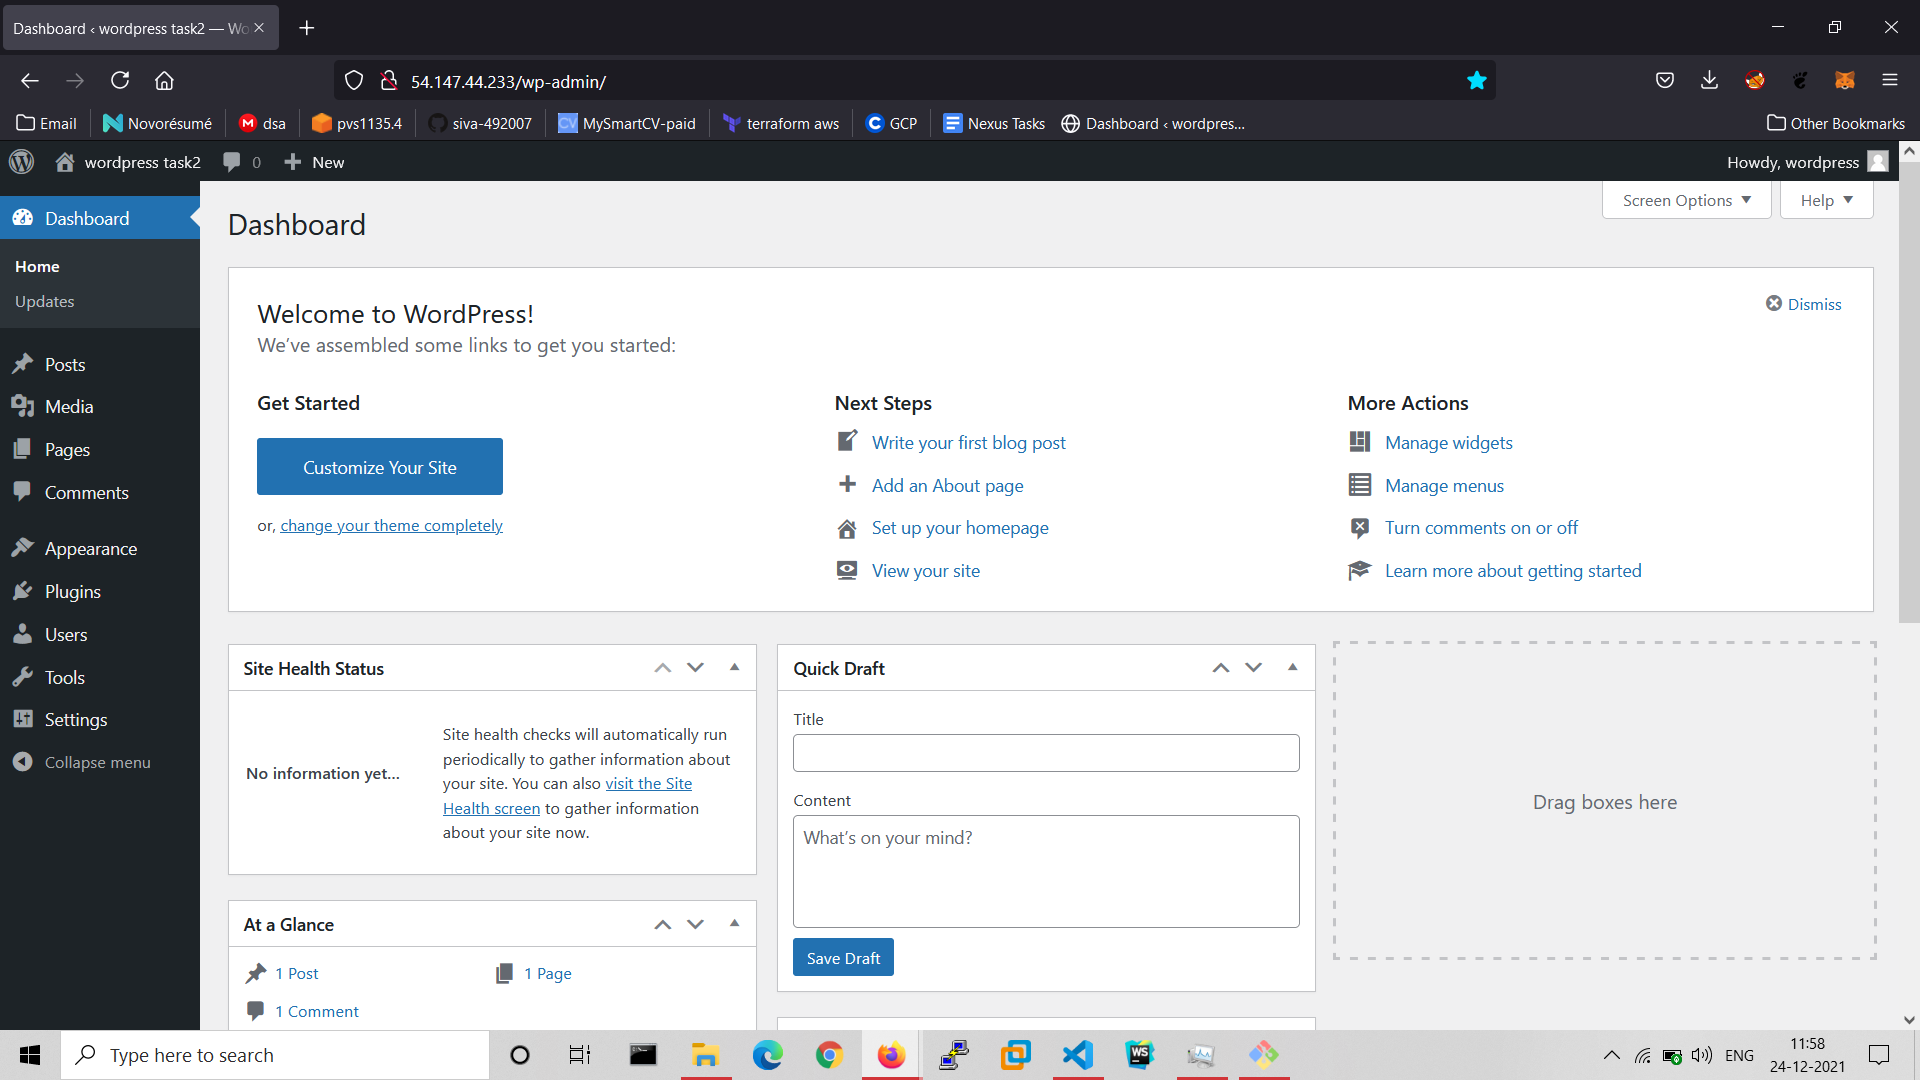 Dashboard ‹ wordpress task2 — Wo
54.147.44.233/wp-admin/
Email
Novorésumé
dsa
pvs1135.4
siva-492007
MySmartCV-paid
terraform aws
GCP
Nexus Tasks
Dashboard ‹ wordpres...
Other Bookmarks
wordpress task2
0
New
Howdy, wordpress
Dashboard
Home
Updates
Posts
Media
Pages
Comments
Appearance
Plugins
Users
Tools
Settings
Collapse menu
Screen Options
Help
Dashboard
Welcome to WordPress!
Dismiss
We’ve assembled some links to get you started:
Get Started
Customize Your Site
or, change your theme completely
Next Steps
Write your first blog post
Add an About page
Set up your homepage
View your site
More Actions
Manage widgets
Manage menus
Turn comments on or off
Learn more about getting started
Site Health Status
No information yet…
Site health checks will automatically run
periodically to gather information about
your site. You can also visit the Site
Health screen to gather information
about your site now.
At a Glance
1 Post
1 Page
1 Comment
Quick Draft
Title
Content
What’s on your mind?
Save Draft
Drag boxes here
Type here to search
WS
ENG
11:58
24-12-2021